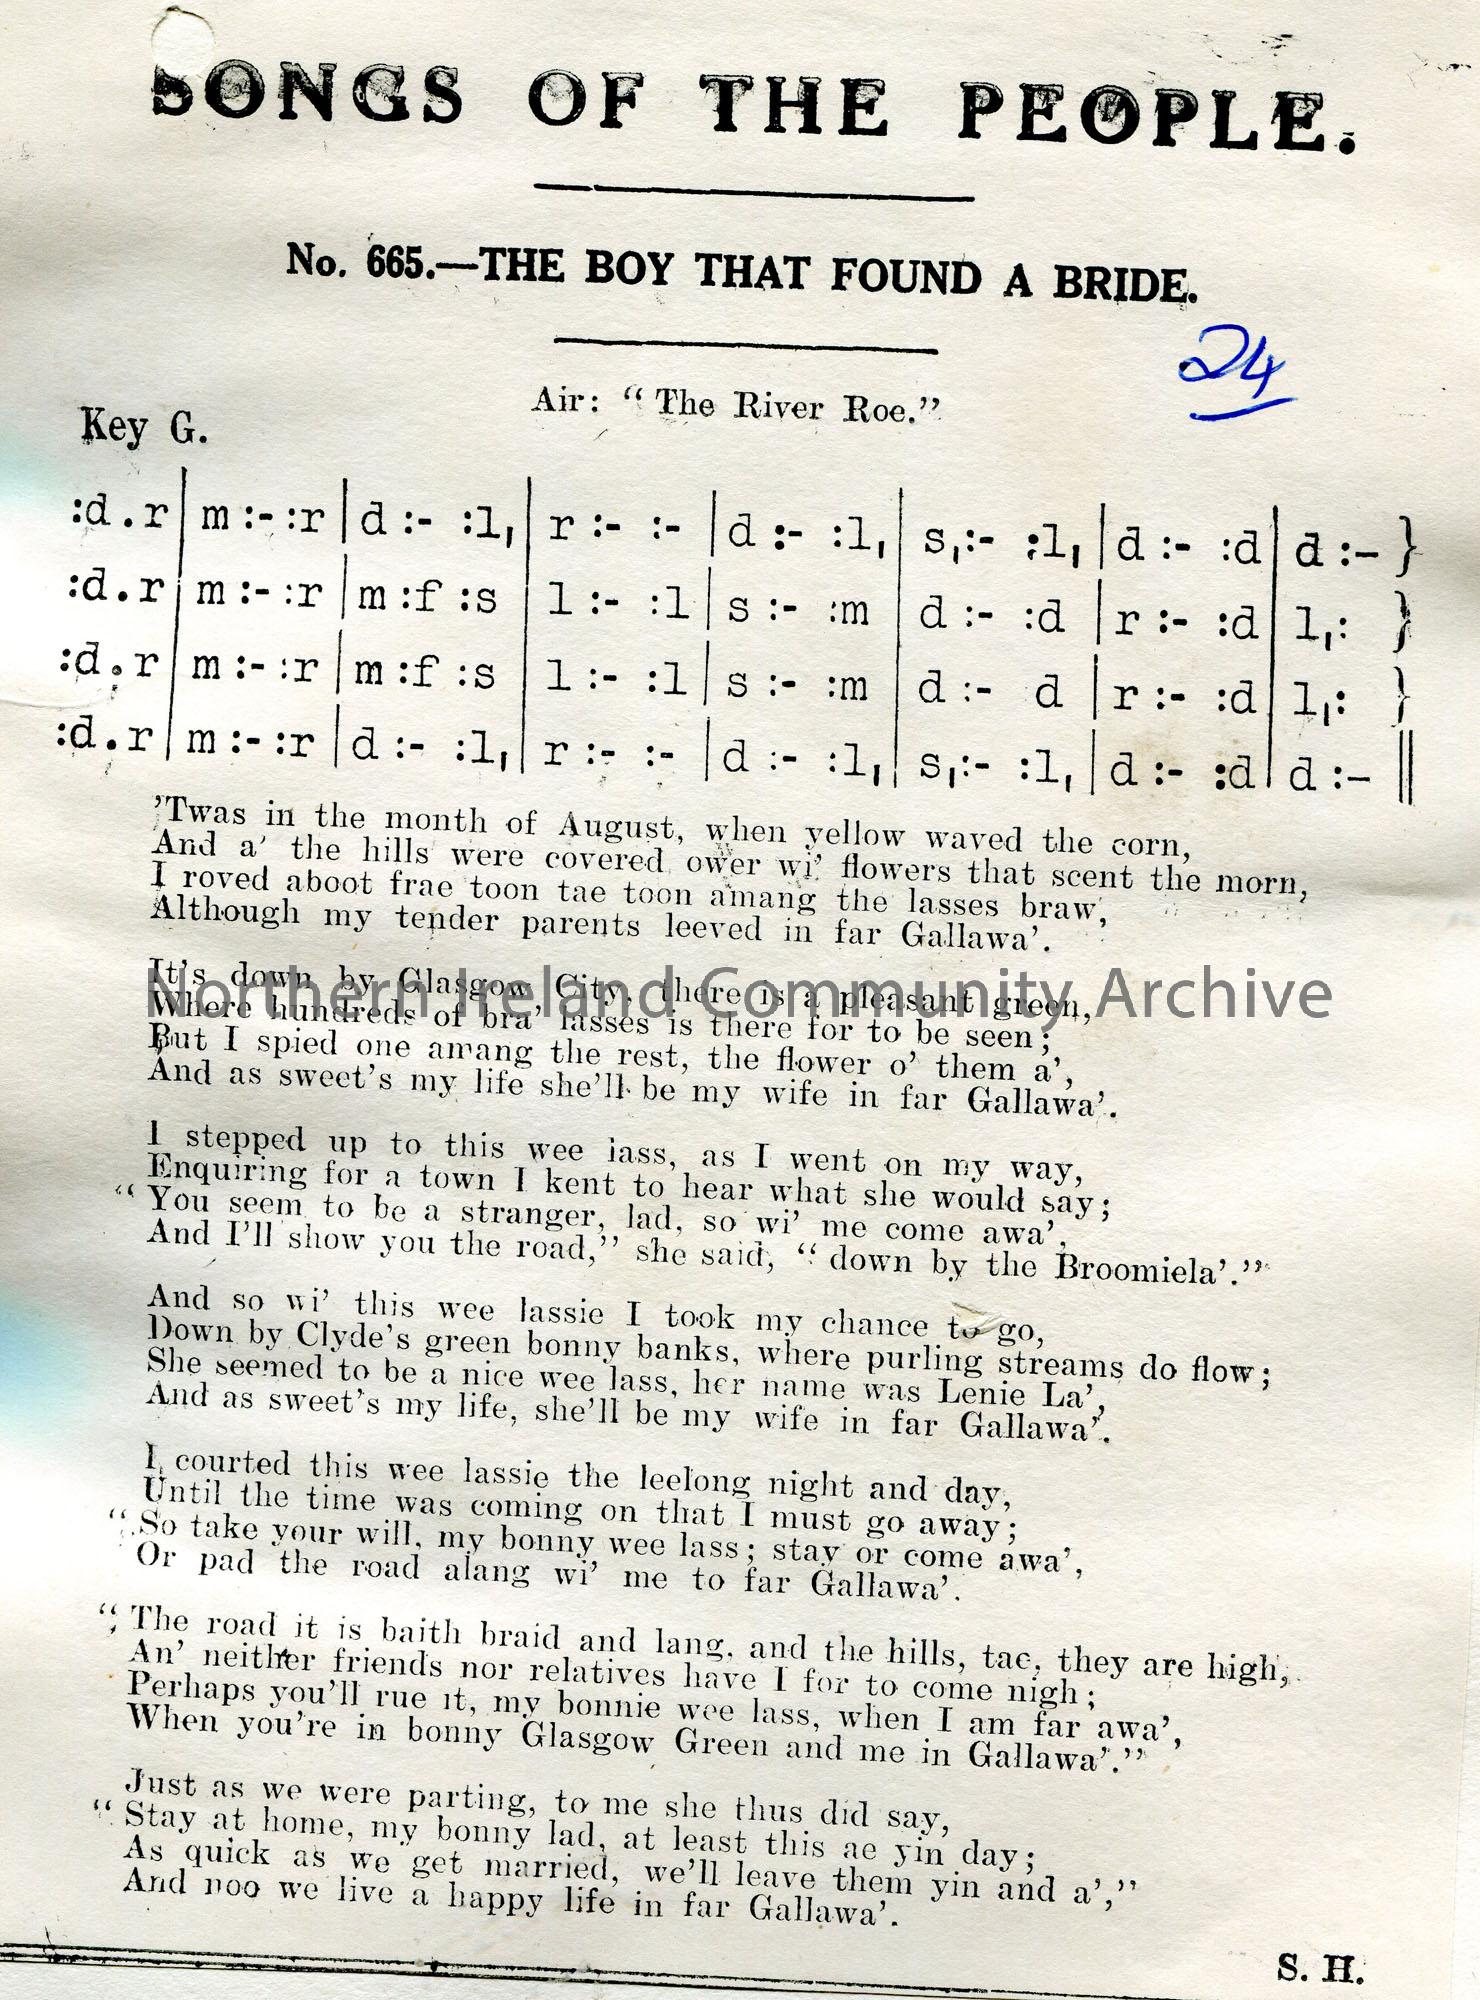 SONGS OF THE PEOPLE.
No. 665.—THE BOY THAT FOUND A BRIDE.
24
Air: "The River Roe."
Key G.
:d.r|m:-:r|d:-:l,|r:-:-|d:-:l,|s,:-:l,|d:-:d|d:-}
:d.r|m:-:r|m:f:s|l:-:l|s:-:m|d:-:d|r:-:d|l,: }
:d.r|m:-:r|m:f:s|l:-:l|s:-:m|d:- d|r:-:d|l,: }
:d.r|m:-:r|d:-:l,|r:-:-|d:-:l,|s,:-:l,|d:-:d|d:-||
'Twas in the month of August, when yellow waved the corn,
And a' the hills were covered ower wi' flowers that scent the morn,
I roved aboot frae toon tae toon amang the lasses braw,
Although my tender parents leeved in far Gallawa'.
It's down by Glasgow City, there is a pleasant green,
Where hundreds of bra' lasses is there for to be seen;
But I spied one amang the rest, the flower o' them a',
And as sweet's my life she'll be my wife in far Gallawa'.
Northern Ireland Community Archive
I stepped up to this wee lass, as I went on my way,
Enquiring for a town I kent to hear what she would say;
"You seem to be a stranger, lad, so wi' me come awa',
And I'll show you the road," she said, "down by the Broomiela'."
And so wi' this wee lassie I took my chance to go,
Down by Clyde's green bonny banks, where purling streams do flow;
She seemed to be a nice wee lass, her name was Lenie La',
And as sweet's my life, she'll be my wife in far Gallawa'.
I courted this wee lassie the leelong night and day,
Until the time was coming on that I must go away;
"So take your will, my bonny wee lass; stay or come awa',
Or pad the road alang wi' me to far Gallawa'.
"The road it is baith braid and lang, and the hills, tae, they are high,
An' neither friends nor relatives have I for to come nigh;
Perhaps you'll rue it, my bonnie wee lass, when I am far awa',
When you're in bonny Glasgow Green and me in Gallawa'."
Just as we were parting, to me she thus did say,
"Stay at home, my bonny lad, at least this ae yin day;
As quick as we get married, we'll leave them yin and a',"
And noo we live a happy life in far Gallawa'.
S. H.